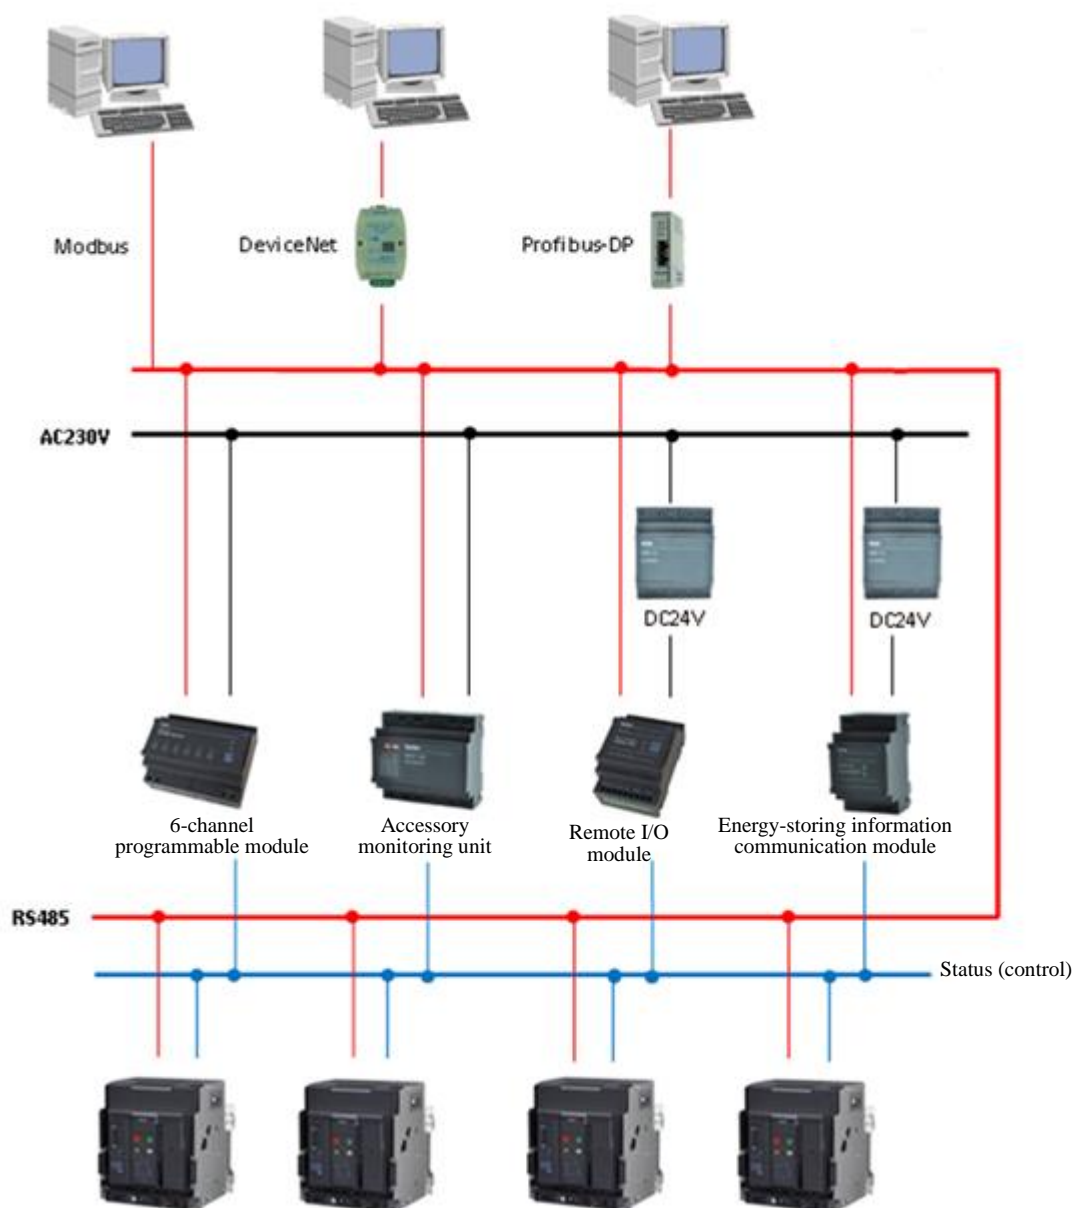 Modbus
DeviceNet
Profibus-DP
AC230V
DC24V
DC24V
6-channel
programmable module
Accessory
monitoring unit
Remote I/O
module
Energy-storing information
communication module
RS485
Status (control)